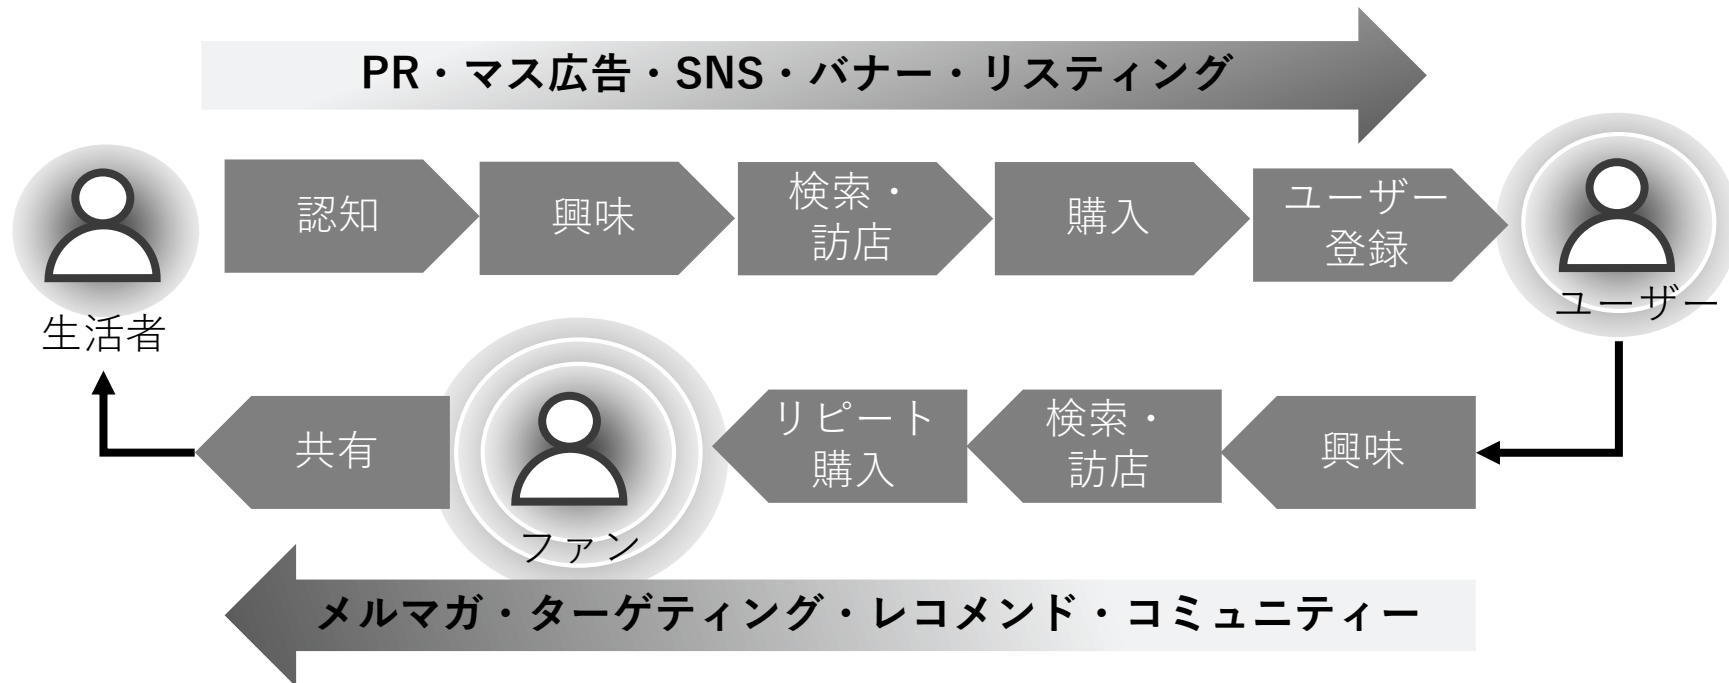 PR・マス広告・SNS・バナー・リスティング
認知
興味
検索・
訪店
購入
ユーザー
登録
生活者
ユーザー
共有
ファン
リピート
購入
検索・
訪店
興味
メルマガ・ターゲティング・レコメンド・コミュニティー